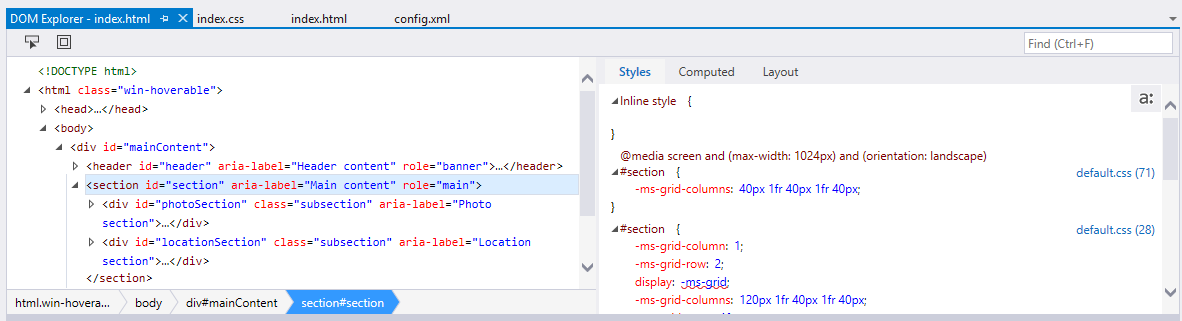 DOM Explorer - index.html
index.css
index.html
config.xml
Find (Ctrl+F)
<!DOCTYPE html>
<html class="win-hoverable">
<head>…</head>
<body>
<div id="mainContent">
<header id="header" aria-label="Header content" role="banner">…</header>
<section id="section" aria-label="Main content" role="main">
<div id="photoSection" class="subsection" aria-label="Photo
section">…</div>
<div id="locationSection" class="subsection" aria-label="Location
section">…</div>
</section>
html.win-hovera...
body
div#mainContent
section#section
Styles
Computed
Layout
Inline style {
a:
}
@media screen and (max-width: 1024px) and (orientation: landscape)
#section { default.css (71)
-ms-grid-columns: 40px 1fr 40px 1fr 40px;
}
#section { default.css (28)
-ms-grid-column: 1;
-ms-grid-row: 2;
display: -ms-grid;
-ms-grid-columns: 120px 1fr 40px 1fr 40px;